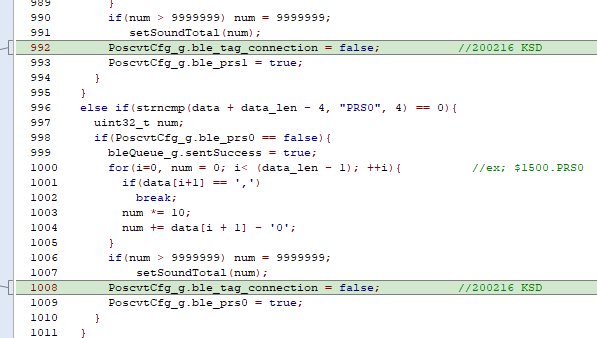 989 }
990 if(num > 9999999) num = 9999999;
991 setSoundTotal(num);
992 PoscvtCfg_g.ble_tag_connection = false; //200216 KSD
993 PoscvtCfg_g.ble_prs1 = true;
994 }
995 }
996 else if(strncmp(data + data_len - 4, "PRS0", 4) == 0){
997 uint32_t num;
998 if(PoscvtCfg_g.ble_prs0 == false){
999 bleQueue_g.sentSuccess = true;
1000 for(i=0, num = 0; i< (data_len - 1); ++i){ //ex; $1500.PRS0
1001 if(data[i+1] == ',')
1002 break;
1003 num *= 10;
1004 num += data[i + 1] - '0';
1005 }
1006 if(num > 9999999) num = 9999999;
1007 setSoundTotal(num);
1008 PoscvtCfg_g.ble_tag_connection = false; //200216 KSD
1009 PoscvtCfg_g.ble_prs0 = true;
1010 }
1011 }